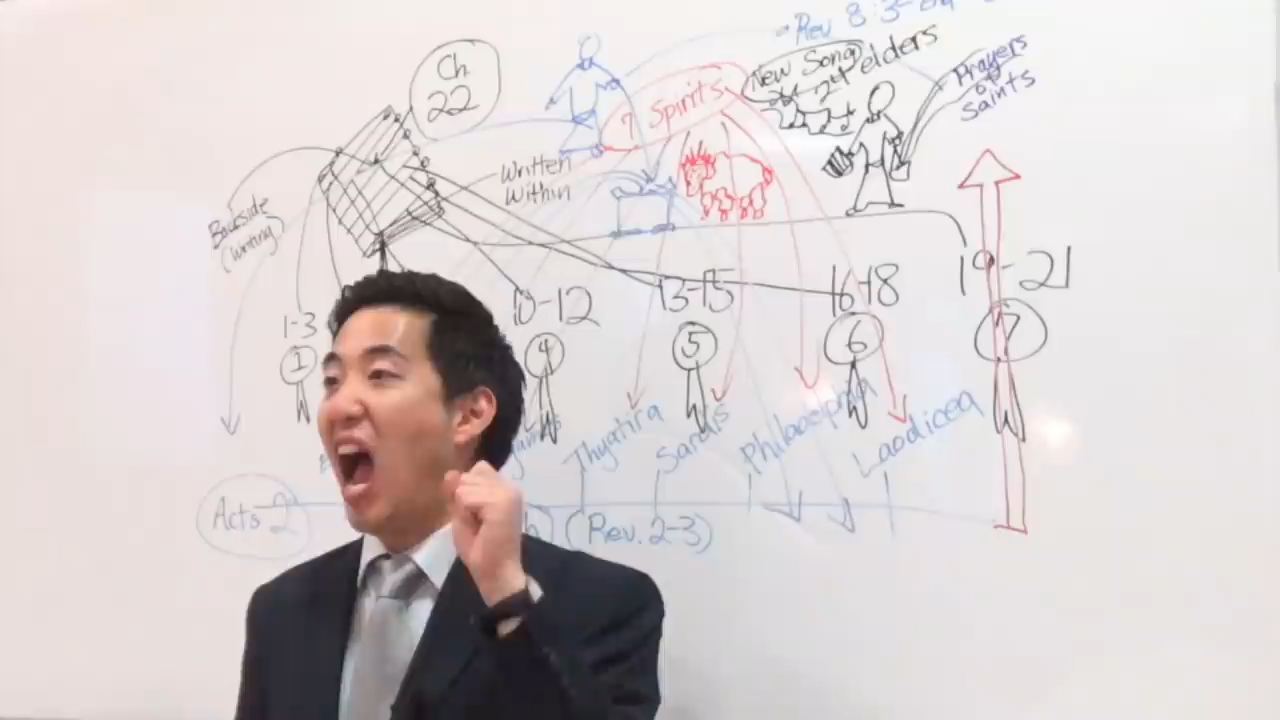 Rev 8:3-end
Ch
22
New Song
24 elders
Prayers
of
Saints
7 Spirits
Written
Within
Backside
(writing)
1-3
10-12
13-15
16-18
19-21
1
4
5
6
7
Thyatira
Sardis
Philadelphia
Laodicea
Acts 2
(Rev. 2-3)